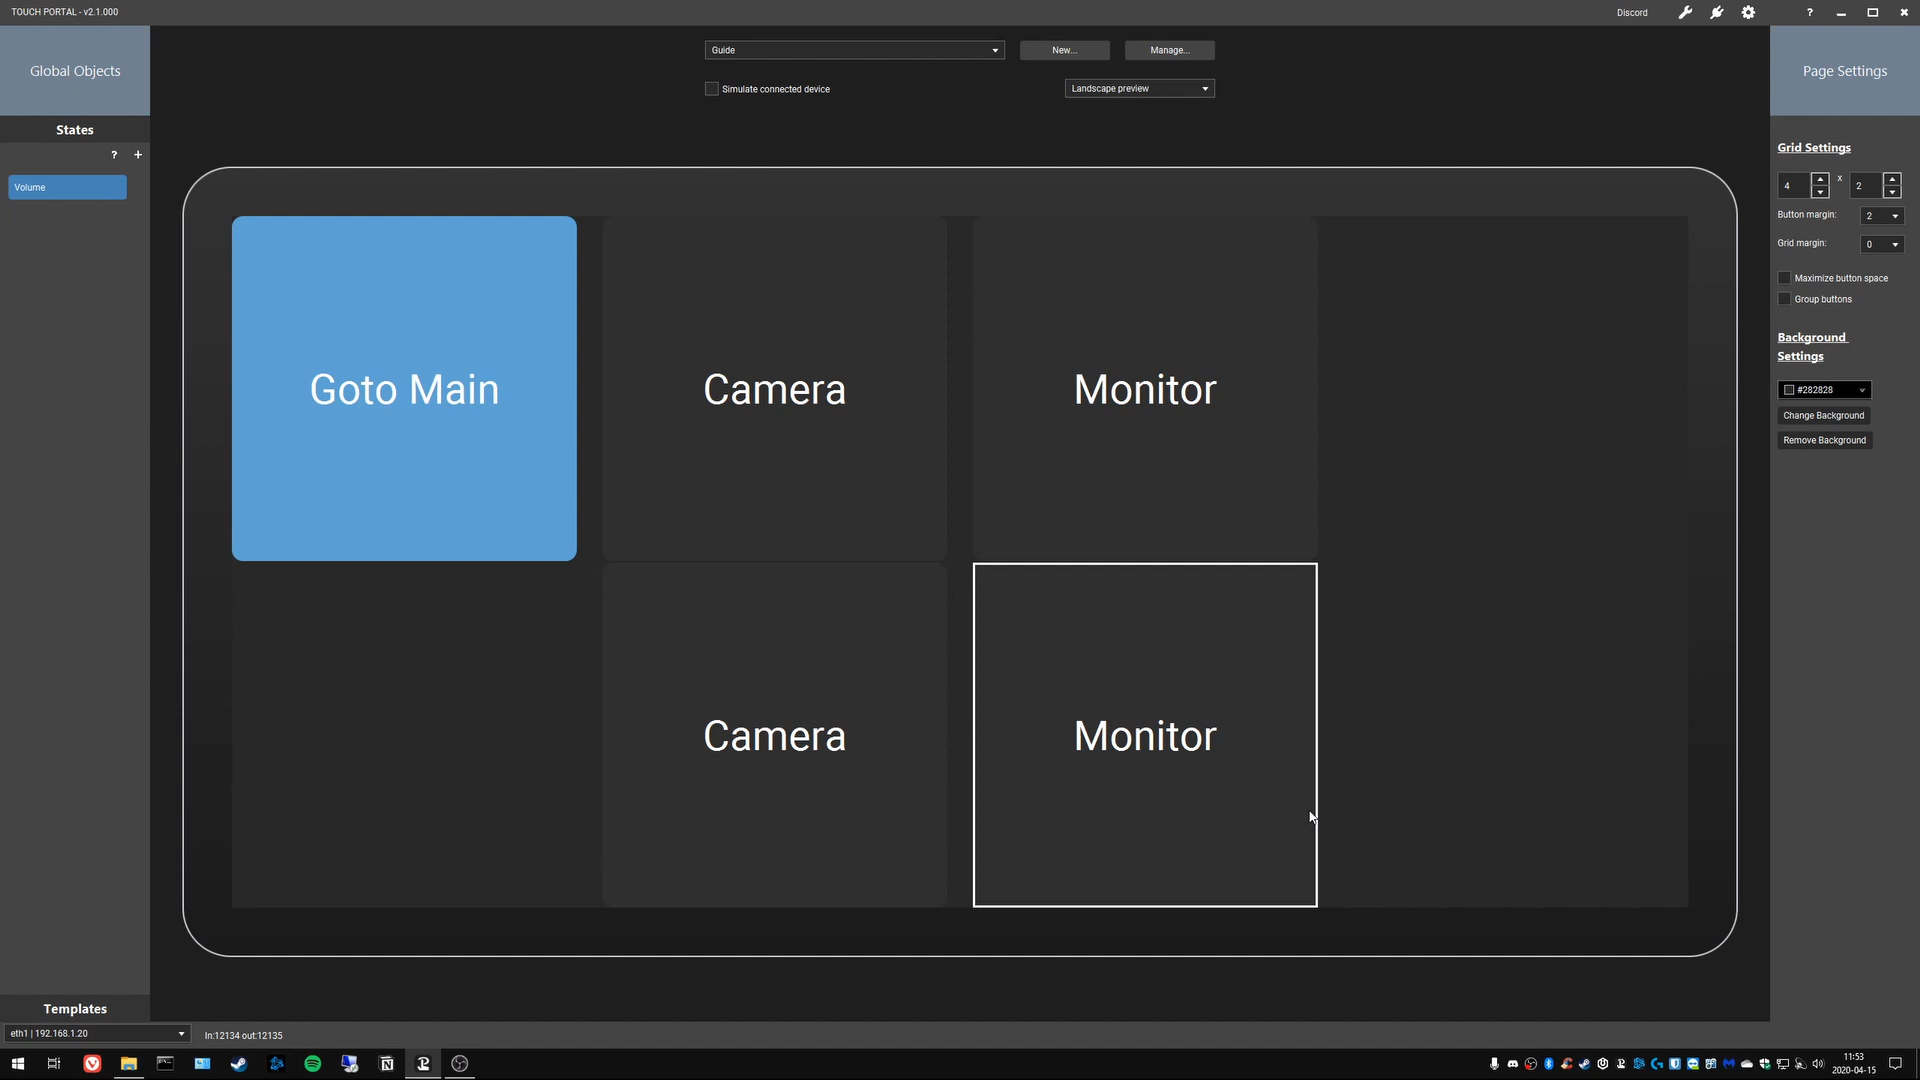 TOUCH PORTAL - v2.1.000
Discord
?
Global Objects
Guide
New...
Manage...
Page Settings
Simulate connected device
Landscape preview
States
? +
Volume
Grid Settings
4 x 2
Button margin: 2
Grid margin: 0
Maximize button space
Group buttons
Background
Settings
#282828
Change Background
Remove Background
Goto Main
Camera
Monitor
Camera
Monitor
Templates
eth1 | 192.168.1.20
In:12134 out:12135
11:53
2020-04-15